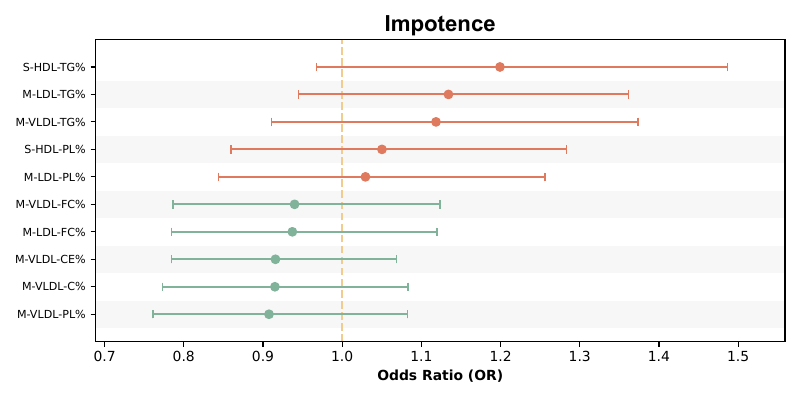 Impotence
S-HDL-TG%
M-LDL-TG%
M-VLDL-TG%
S-HDL-PL%
M-LDL-PL%
M-VLDL-FC%
M-LDL-FC%
M-VLDL-CE%
M-VLDL-C%
M-VLDL-PL%
0.7 0.8 0.9 1.0 1.1 1.2 1.3 1.4 1.5
Odds Ratio (OR)